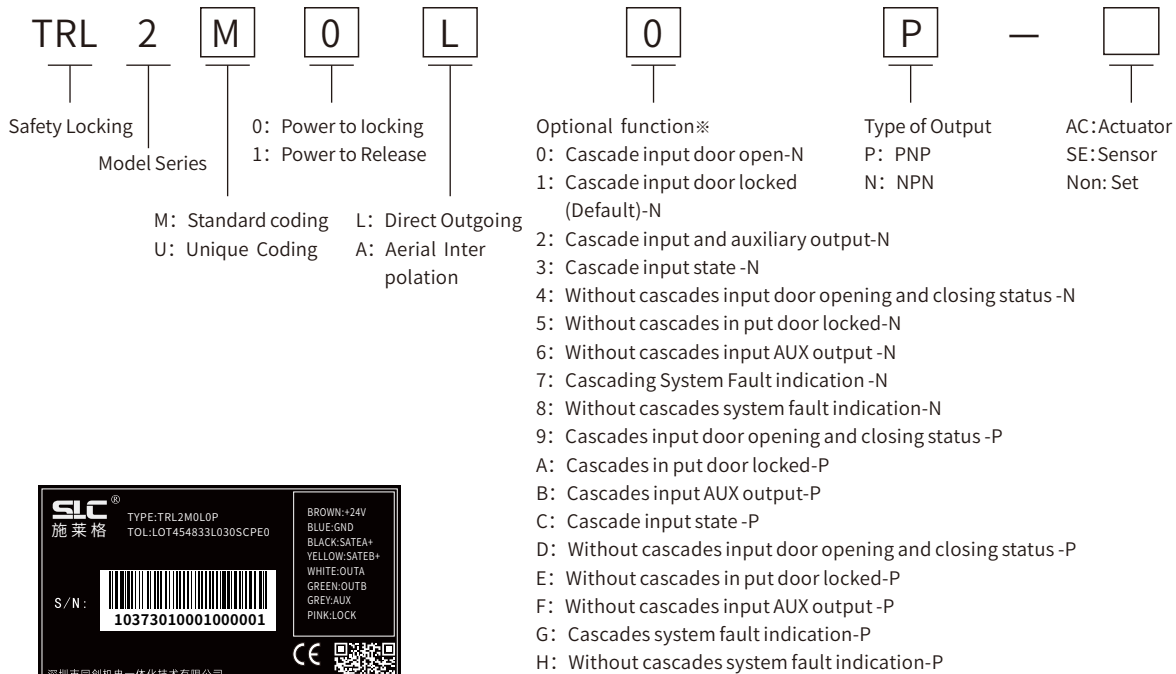 TRL 2 M 0 L 0 P —
Safety Locking
Model Series
M: Standard coding
U: Unique Coding
0: Power to Iocking
1: Power to Release
L: Direct Outgoing
A: Aerial Inter
polation
Optional function※
0: Cascade input door open-N
1: Cascade input door locked
(Default)-N
2: Cascade input and auxiliary output-N
3: Cascade input state -N
4: Without cascades input door opening and closing status -N
5: Without cascades in put door locked-N
6: Without cascades input AUX output -N
7: Cascading System Fault indication -N
8: Without cascades system fault indication-N
9: Cascades input door opening and closing status -P
A: Cascades in put door locked-P
B: Cascades input AUX output-P
C: Cascade input state -P
D: Without cascades input door opening and closing status -P
E: Without cascades in put door locked-P
F: Without cascades input AUX output -P
G: Cascades system fault indication-P
H: Without cascades system fault indication-P
Type of Output
P: PNP
N: NPN
AC:Actuator
SE:Sensor
Non: Set
SLC®
施莱格
TYPE:TRL2M0L0P
TOL:LOT454833L030SCPE0
S/N:
10373010001000001
BROWN:+24V
BLUE:GND
BLACK:SATEA+
YELLOW:SATEB+
WHITE:OUTA
GREEN:OUTB
GREY:AUX
PINK:LOCK
CE